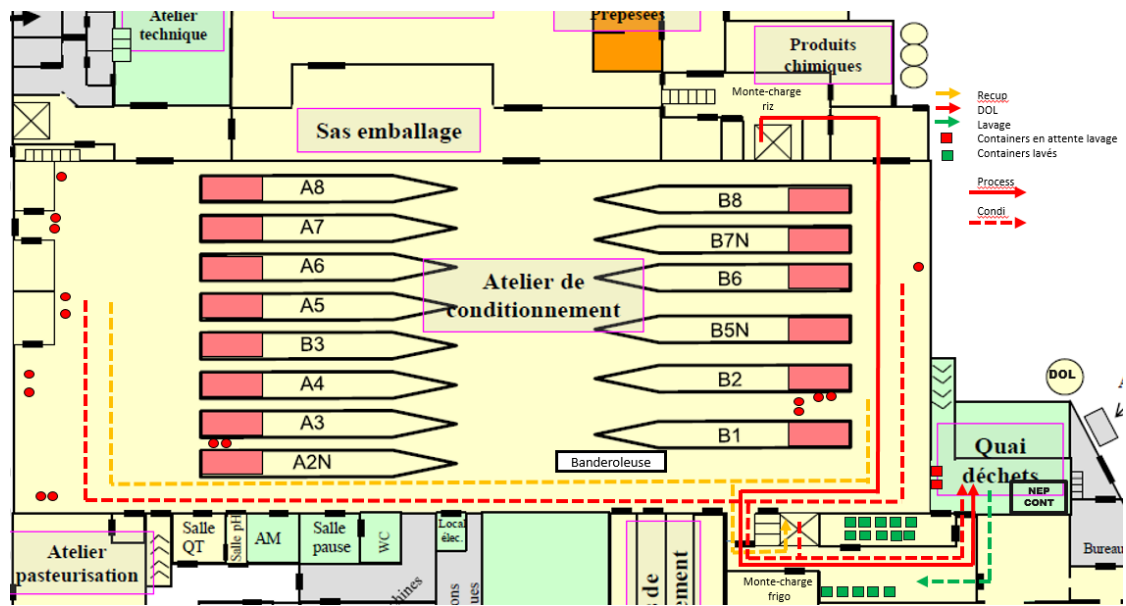 Atelier
technique
Prépesées
Produits
chimiques
Monte-charge
riz
Sas emballage
Recup
DOL
Lavage
Containers en attente lavage
Containers lavés
Process
Condi
A8
A7
A6
A5
B3
A4
A3
A2N
B8
B7N
B6
B5N
B2
B1
Atelier de
conditionnement
Banderoleuse
DOL
Quai
déchets
NEP
CONT
Salle
QT
Salle pH
AM
Salle
pause
WC
Local
élec.
Atelier
pasteurisation
Monte-charge
frigo
Bureau